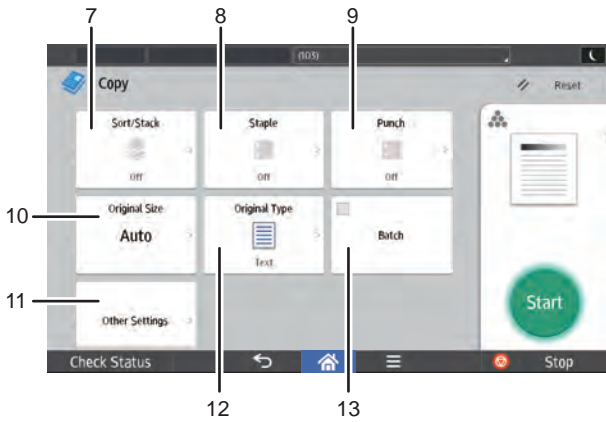 7 8 9
(103)
Copy
Reset
Sort/Stack Staple Punch
Off Off Off
10
Original Size Original Type
Auto Batch
Text
11
Other Settings
Start
Check Status Stop
12 13